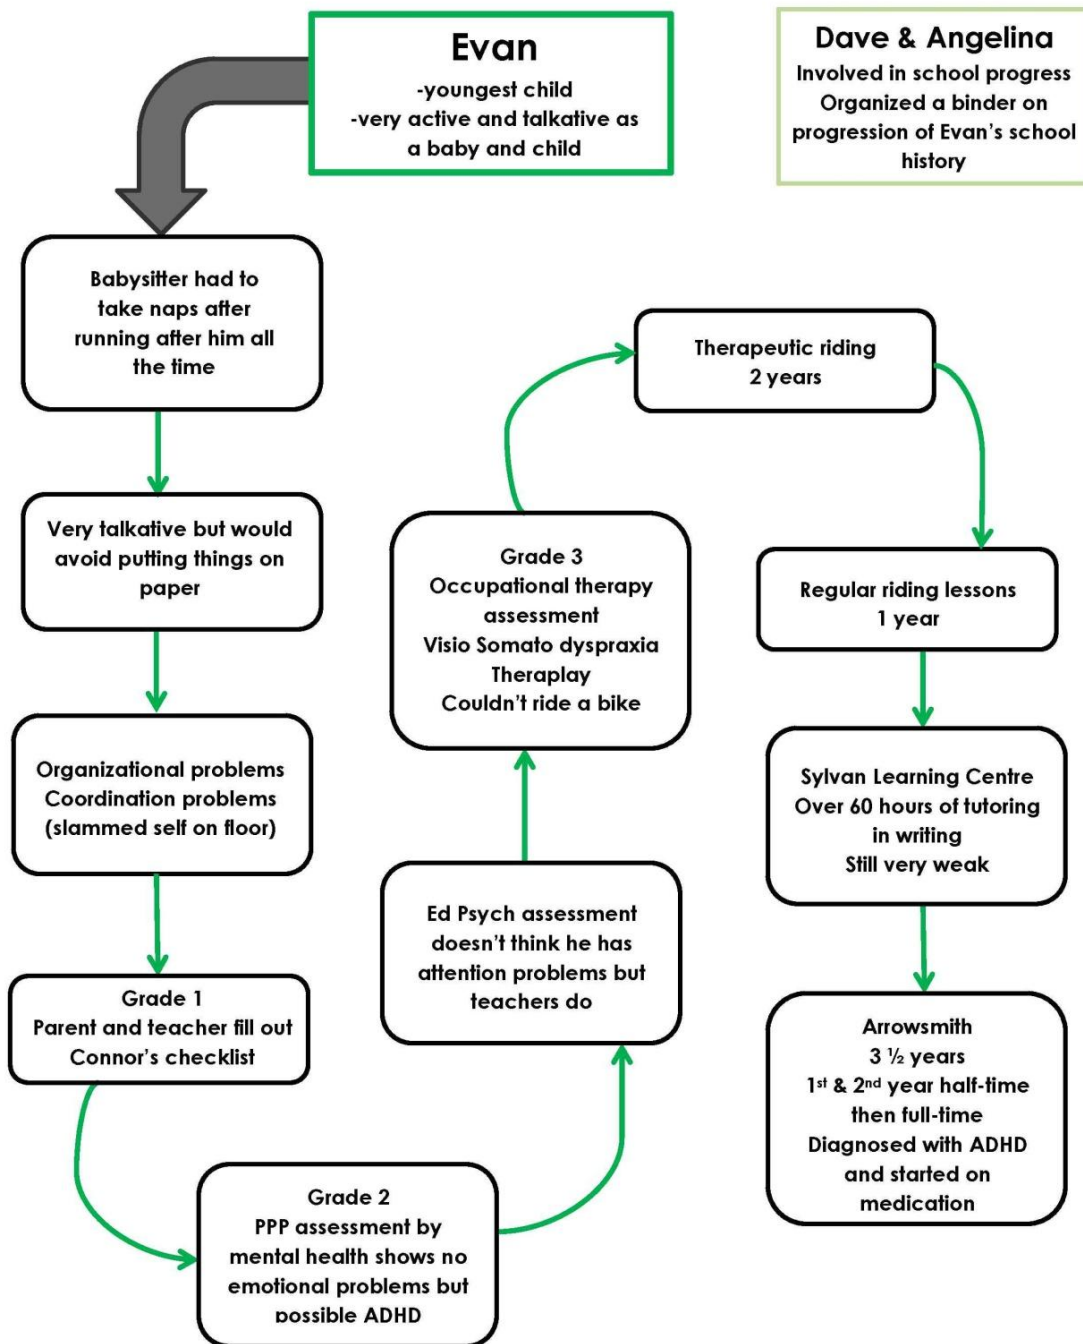 Evan
-youngest child
-very active and talkative as
a baby and child
Dave & Angelina
Involved in school progress
Organized a binder on
progression of Evan's school
history
Babysitter had to
take naps after
running after him all
the time
Very talkative but would
avoid putting things on
paper
Organizational problems
Coordination problems
(slammed self on floor)
Grade 1
Parent and teacher fill out
Connor's checklist
Grade 2
PPP assessment by
mental health shows no
emotional problems but
possible ADHD
Ed Psych assessment
doesn't think he has
attention problems but
teachers do
Grade 3
Occupational therapy
assessment
Visio Somato dyspraxia
Theraplay
Couldn't ride a bike
Therapeutic riding
2 years
Regular riding lessons
1 year
Sylvan Learning Centre
Over 60 hours of tutoring
in writing
Still very weak
Arrowsmith
3 ½ years
1st & 2nd year half-time
then full-time
Diagnosed with ADHD
and started on
medication